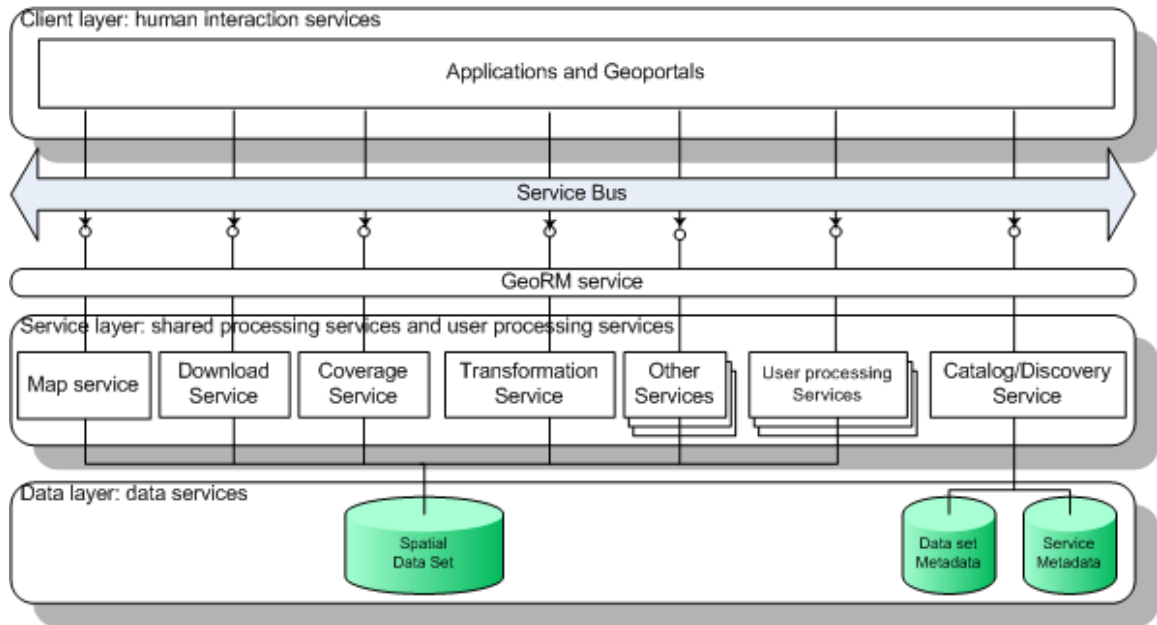 Client layer: human interaction services
Applications and Geoportals
Service Bus
GeoRM service
Service layer: shared processing services and user processing services
Map service
Download
Service
Coverage
Service
Transformation
Service
Other
Services
User processing
Services
Catalog/Discovery
Service
Data layer: data services
Spatial
Data Set
Data set
Metadata
Service
Metadata